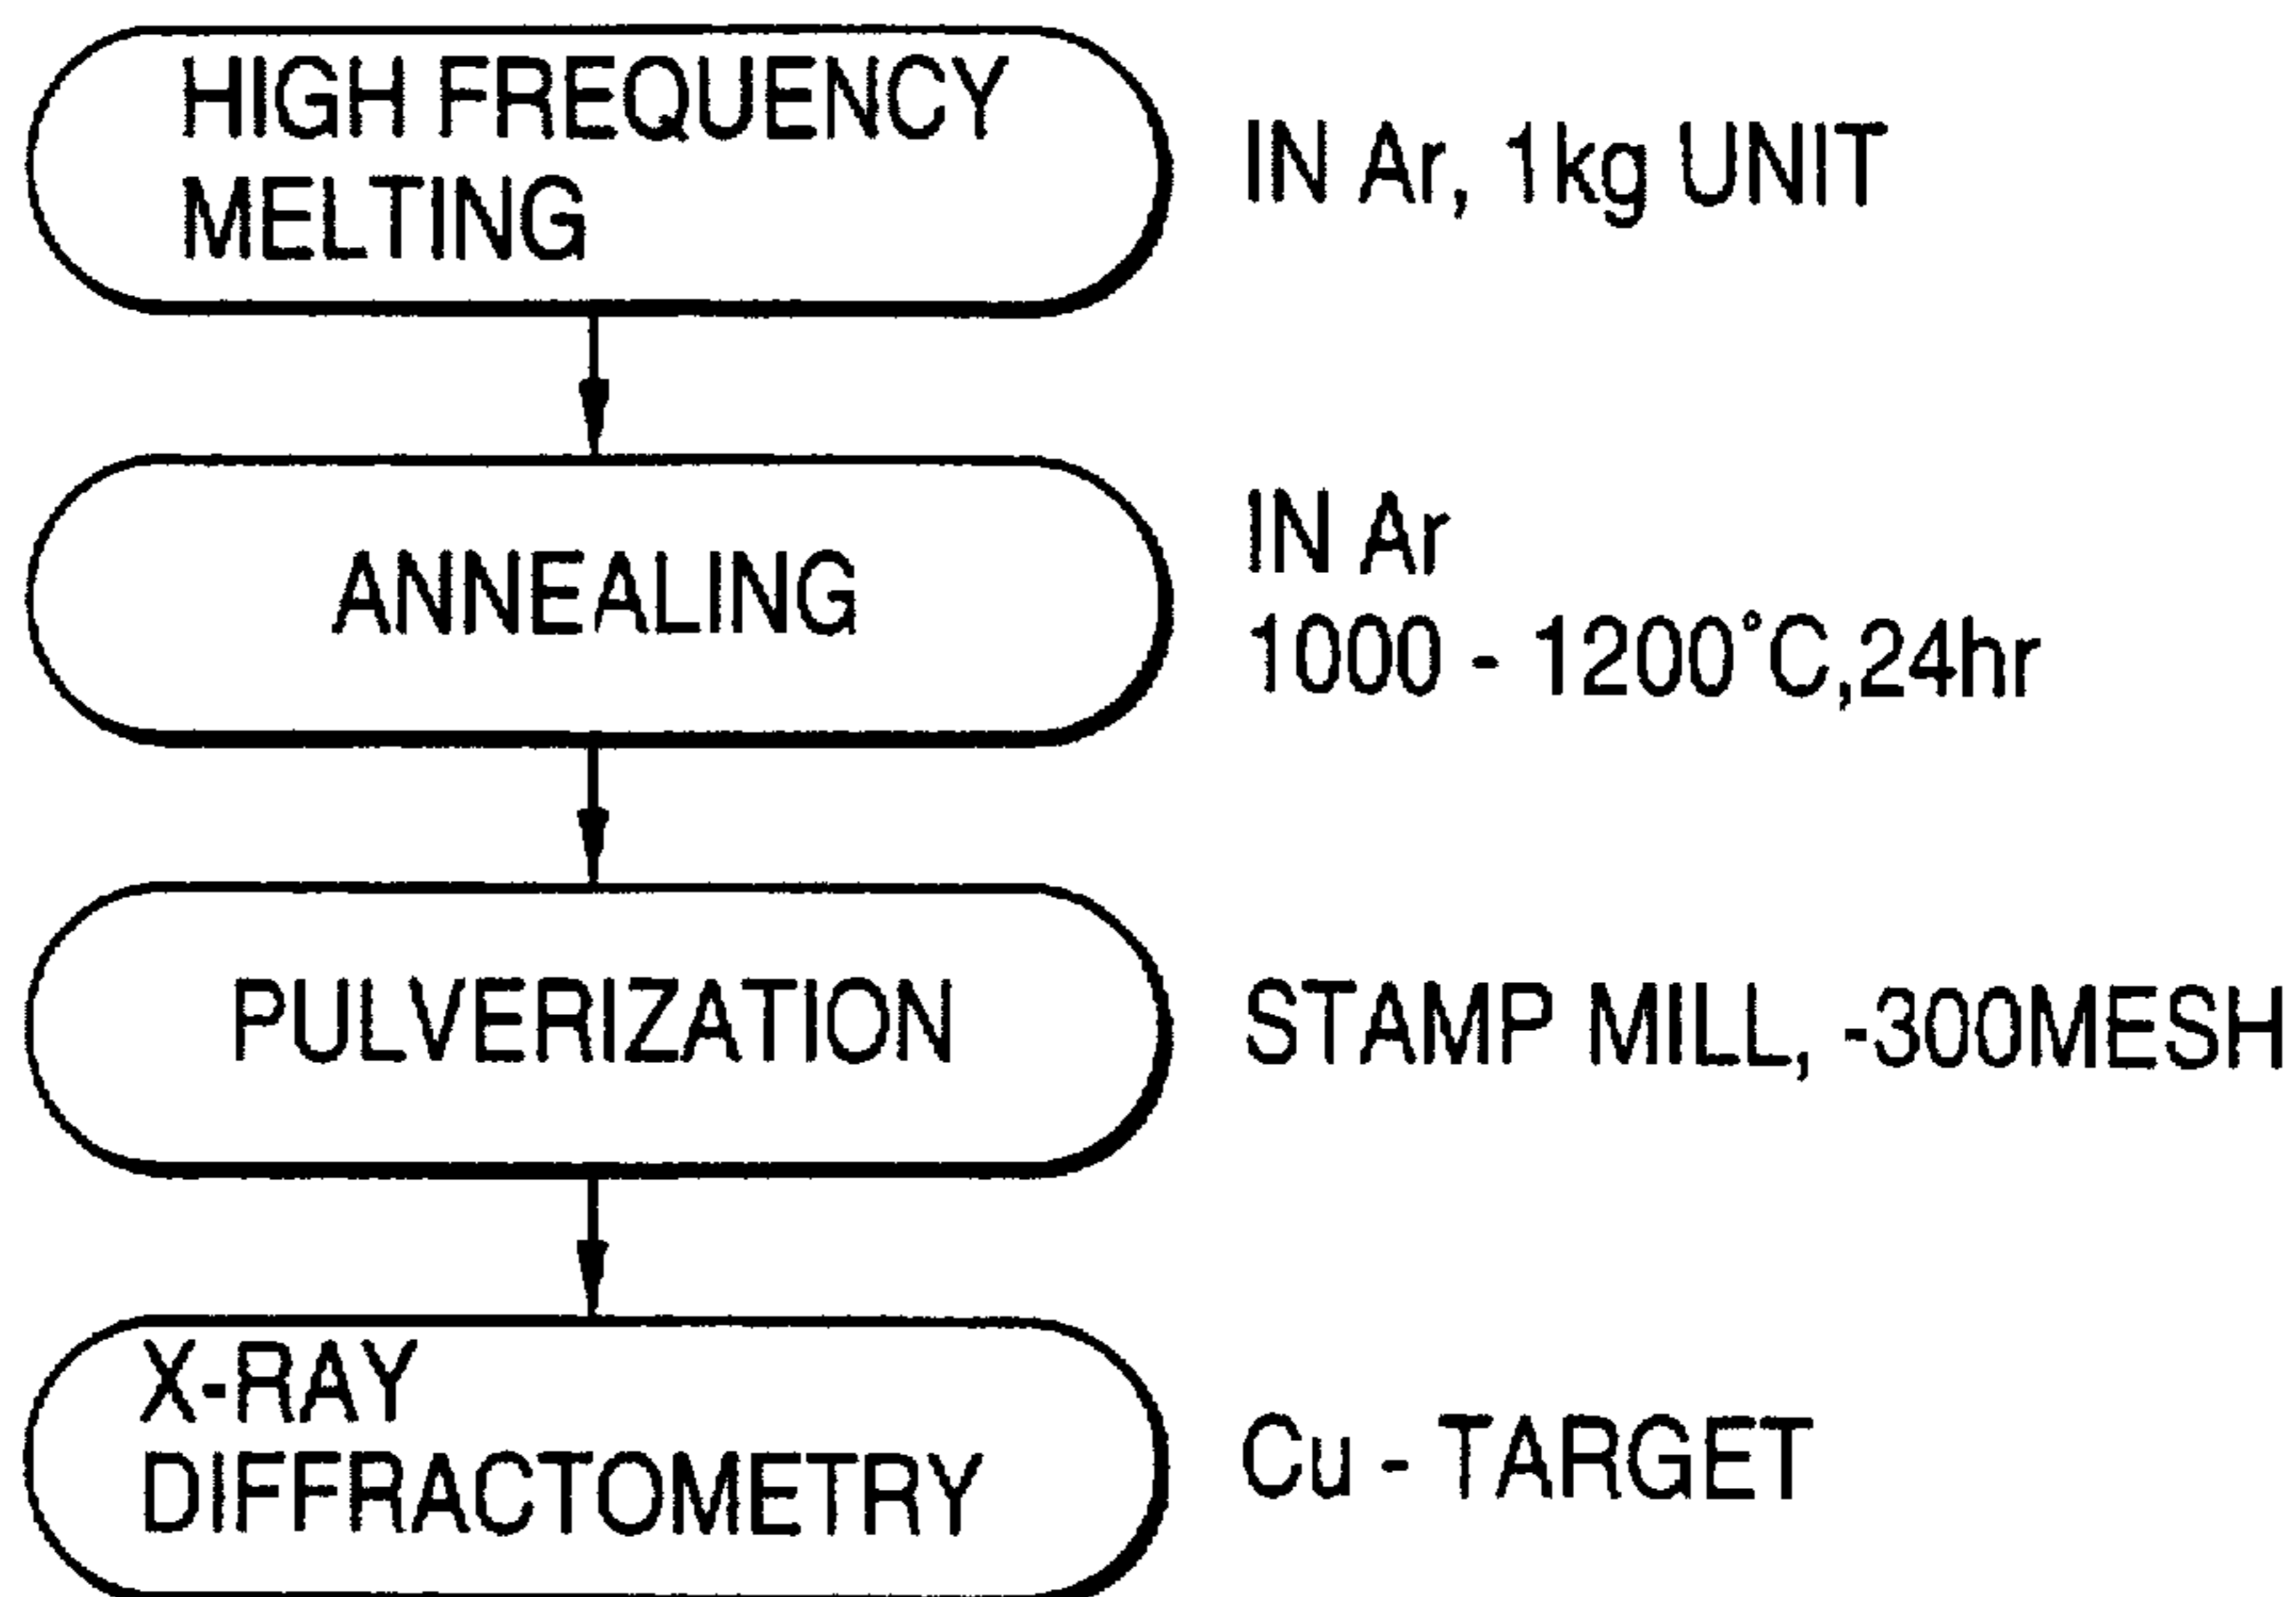 HIGH FREQUENCY
MELTING
IN Ar, 1kg UNIT
ANNEALING
IN Ar
1000 - 1200°C,24hr
PULVERIZATION
STAMP MILL, -300MESH
X-RAY
DIFFRACTOMETRY
Cu - TARGET